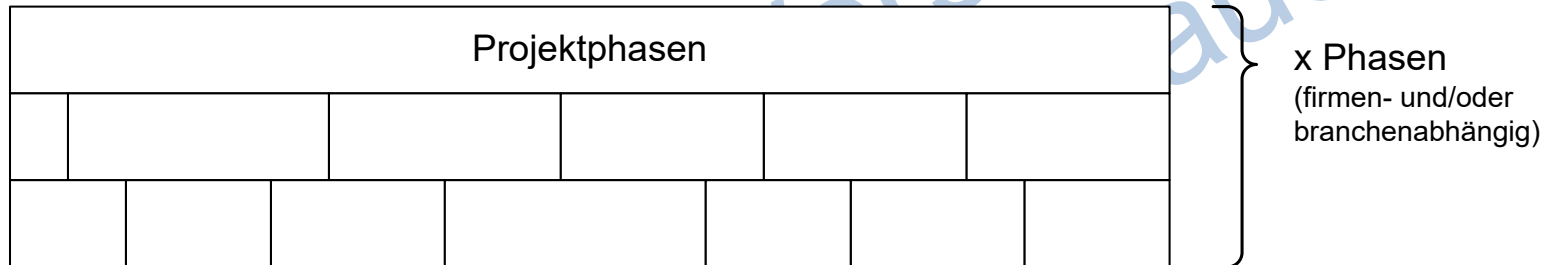 Projektphasen
x Phasen
(firmen- und/oder
branchenabhängig)